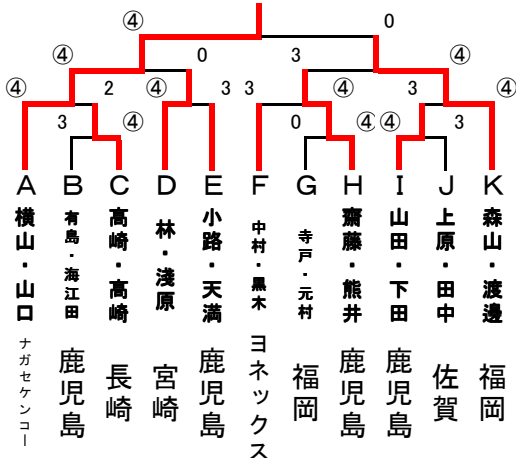 ④ 0
④ 0 3 ④
④ 2 ④ 3 3 ④ 3 ④
3 ④ 0 ④ ④ 3
A B C D E F G H I J K
横山・山口
有島・海江田
高崎・高崎
林・淺原
小路・天満
中村・黒木
寺戸・元村
齋藤・熊井
山田・下田
上原・田中
森山・渡邊
ナガセケンコー
鹿児島
長崎
宮崎
鹿児島
ヨネックス
福岡
鹿児島
鹿児島
佐賀
福岡